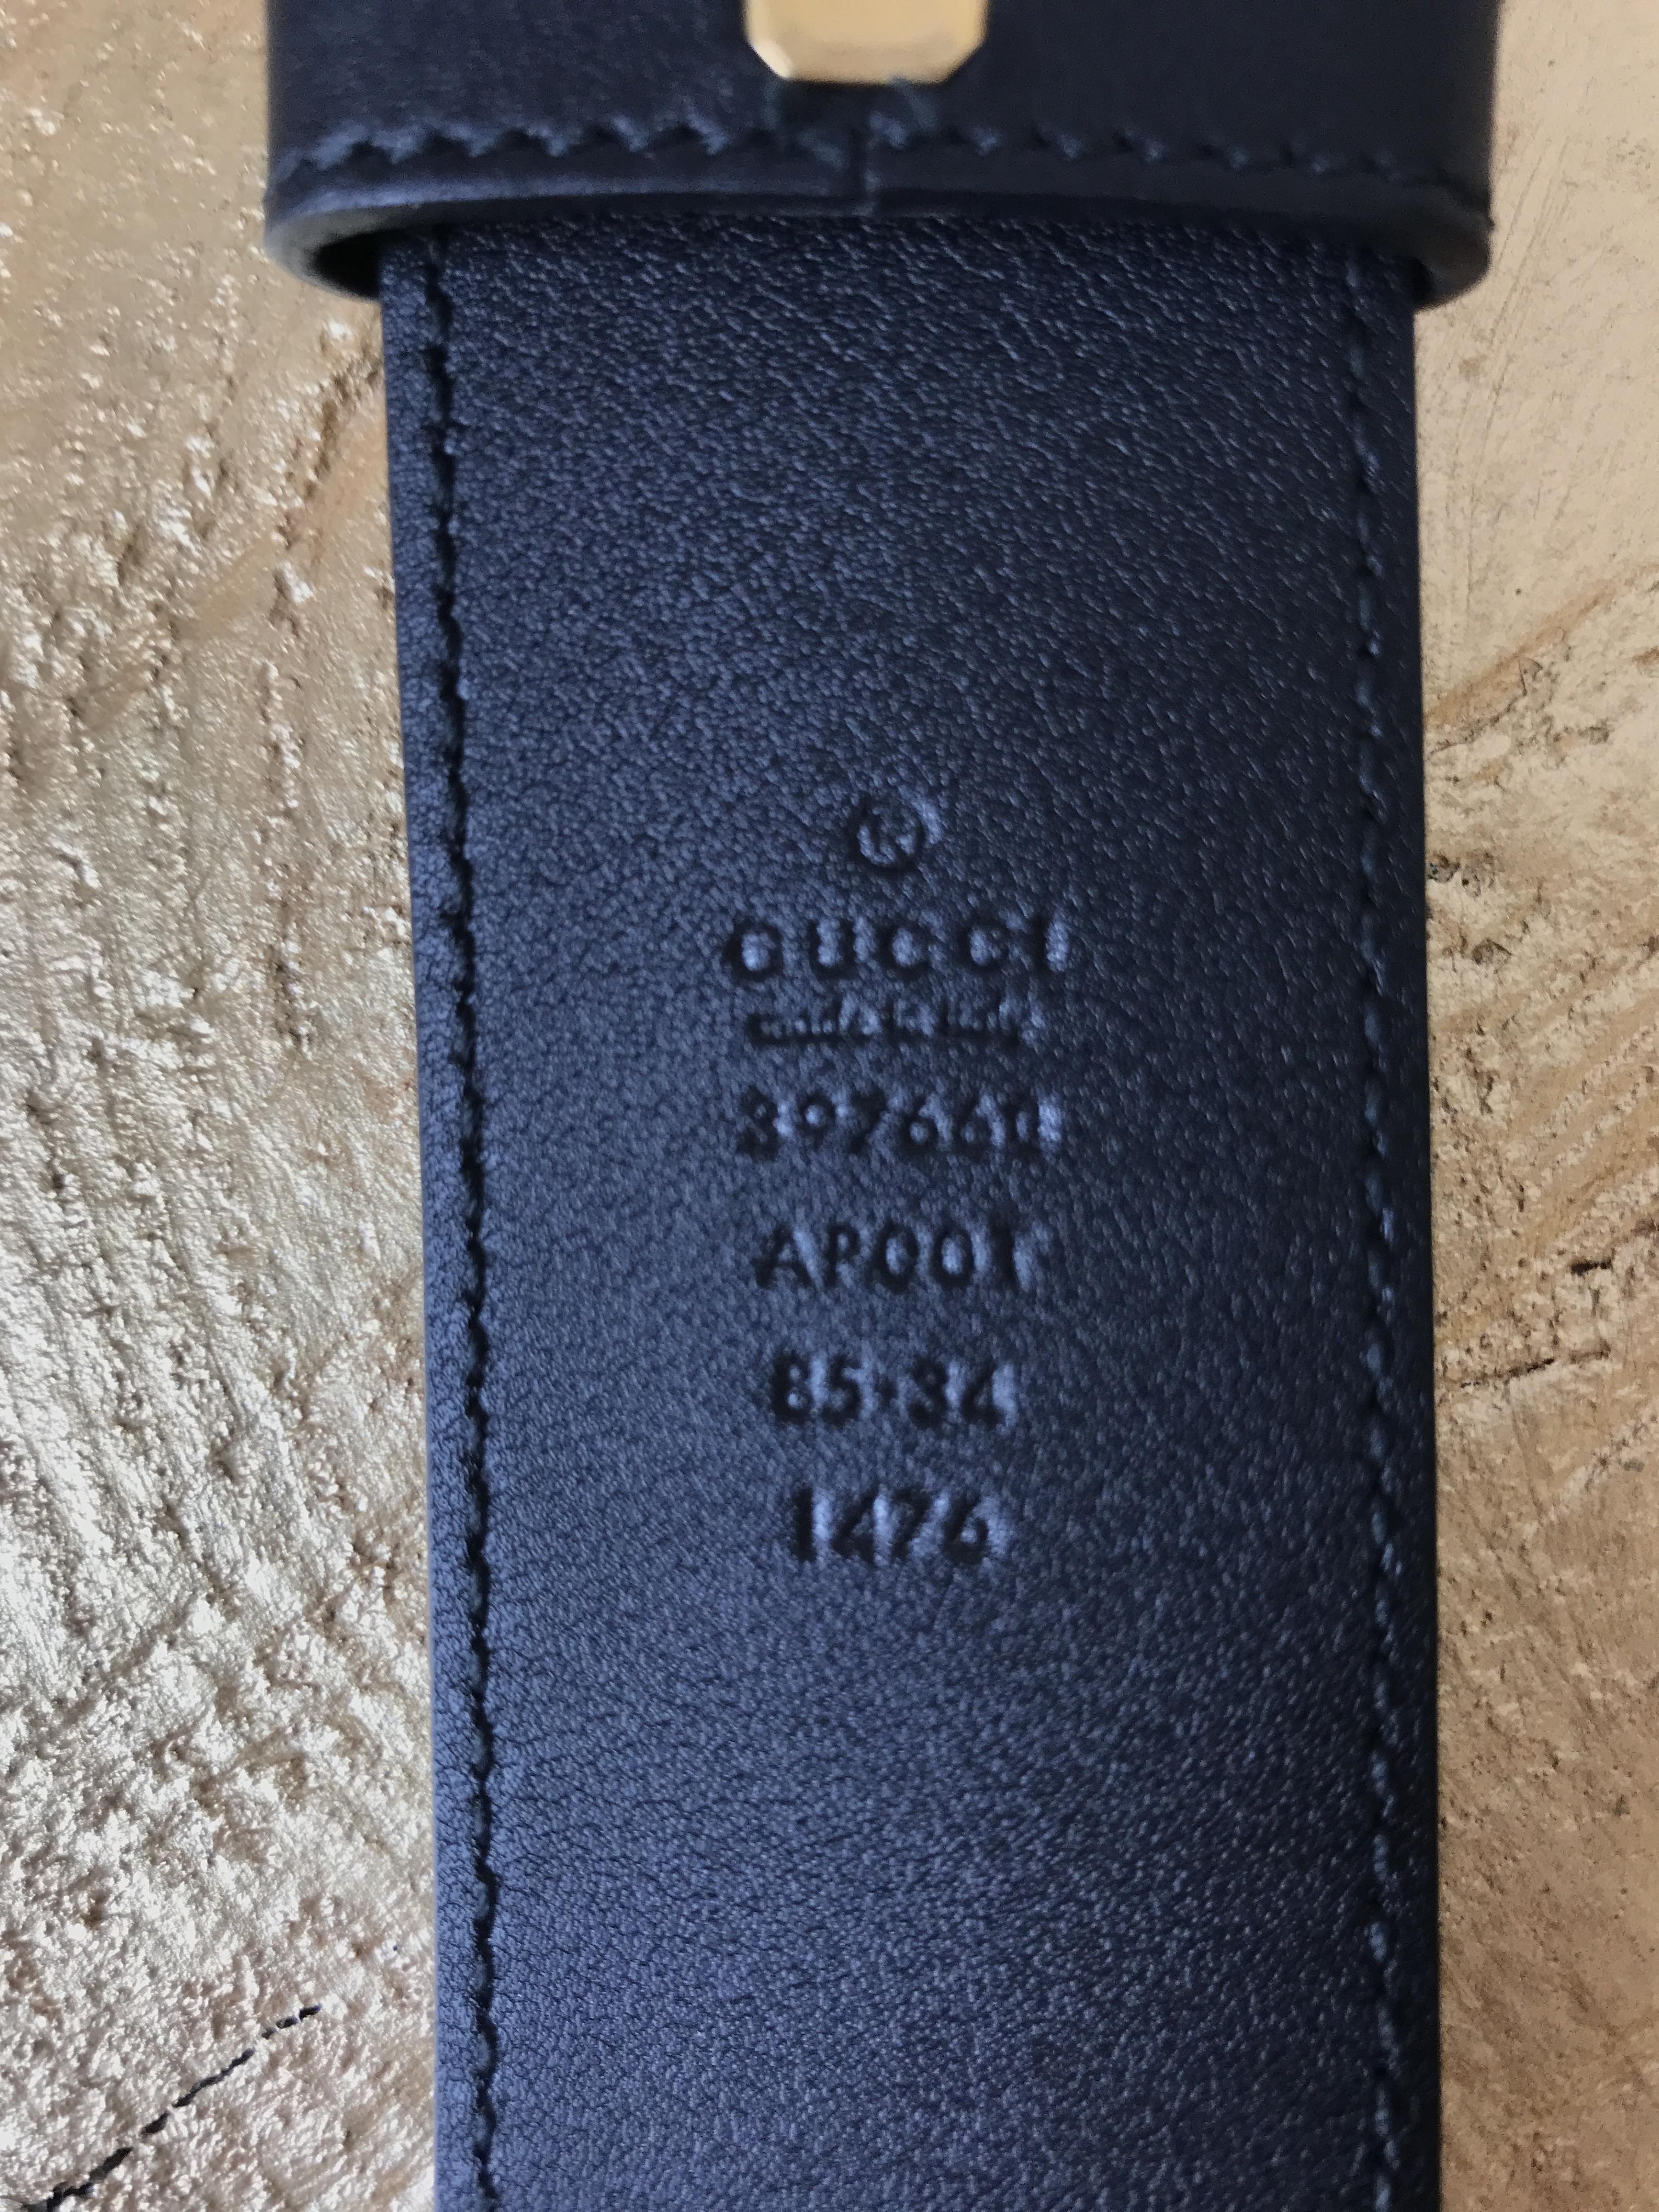 ®
GUCCI
made in italy
397660
AP00T
85·34
1476